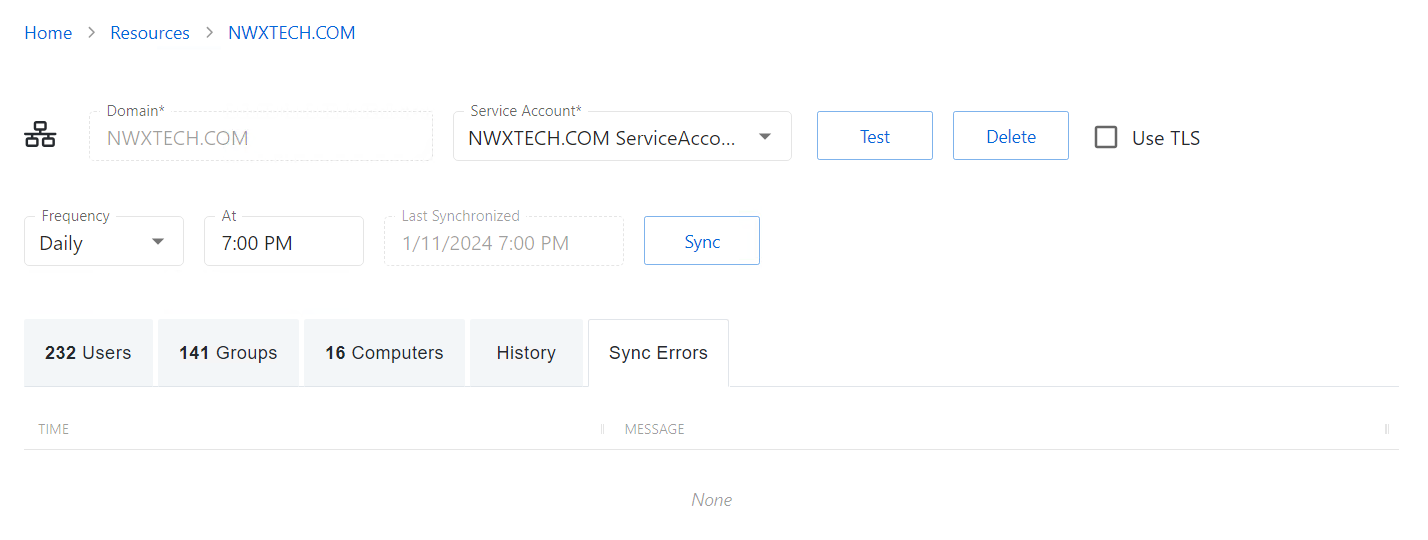 Home > Resources > NWXTECH.COM
Domain* Service Account*
NWXTECH.COM NWXTECH.COM ServiceAcco... Test Delete Use TLS
Frequency At Last Synchronized
Daily 7:00 PM 1/11/2024 7:00 PM Sync
232 Users 141 Groups 16 Computers History Sync Errors
TIME MESSAGE
None